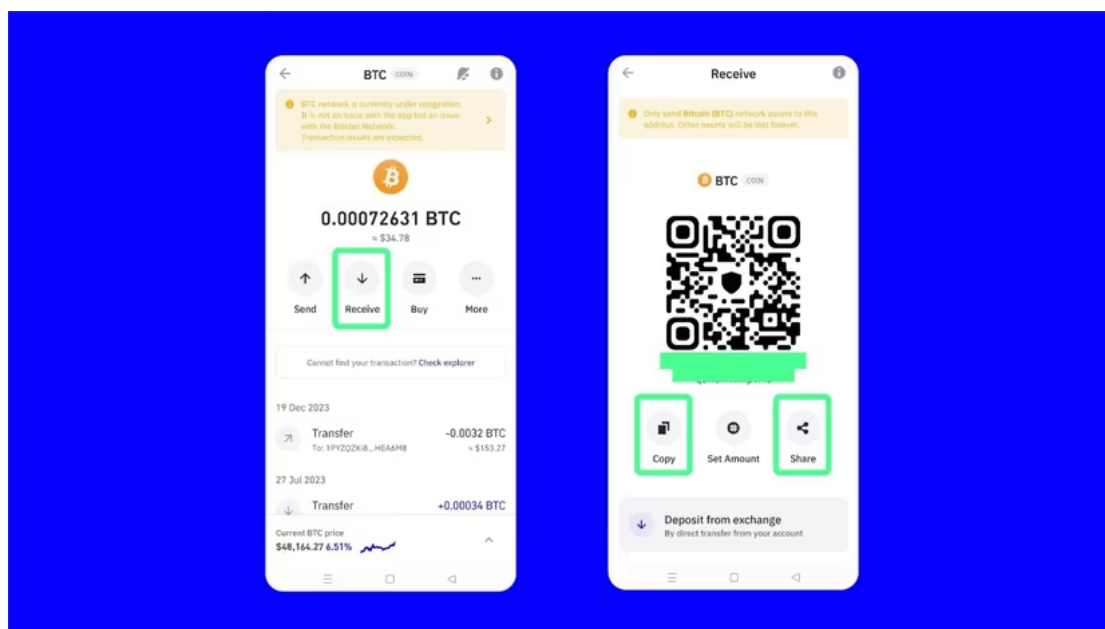 BTC COIN
BTC network is currently under congestion.
It is not an issue with the app but an issue
with the Bitcoin Network.
Transaction issues are expected.
0.00072631 BTC
≈ $34.78
Send Receive Buy More
Cannot find your transaction? Check explorer
19 Dec 2023
Transfer -0.0032 BTC
To: 1PYZQZKi8...HEA6M8 ≈ $153.27
27 Jul 2023
Transfer +0.00034 BTC
Current BTC price
$48,164.27 6.51%
Receive
Only send Bitcoin (BTC) network assets to this
address. Other assets will be lost forever.
BTC COIN
Copy Set Amount Share
Deposit from exchange
By direct transfer from your account